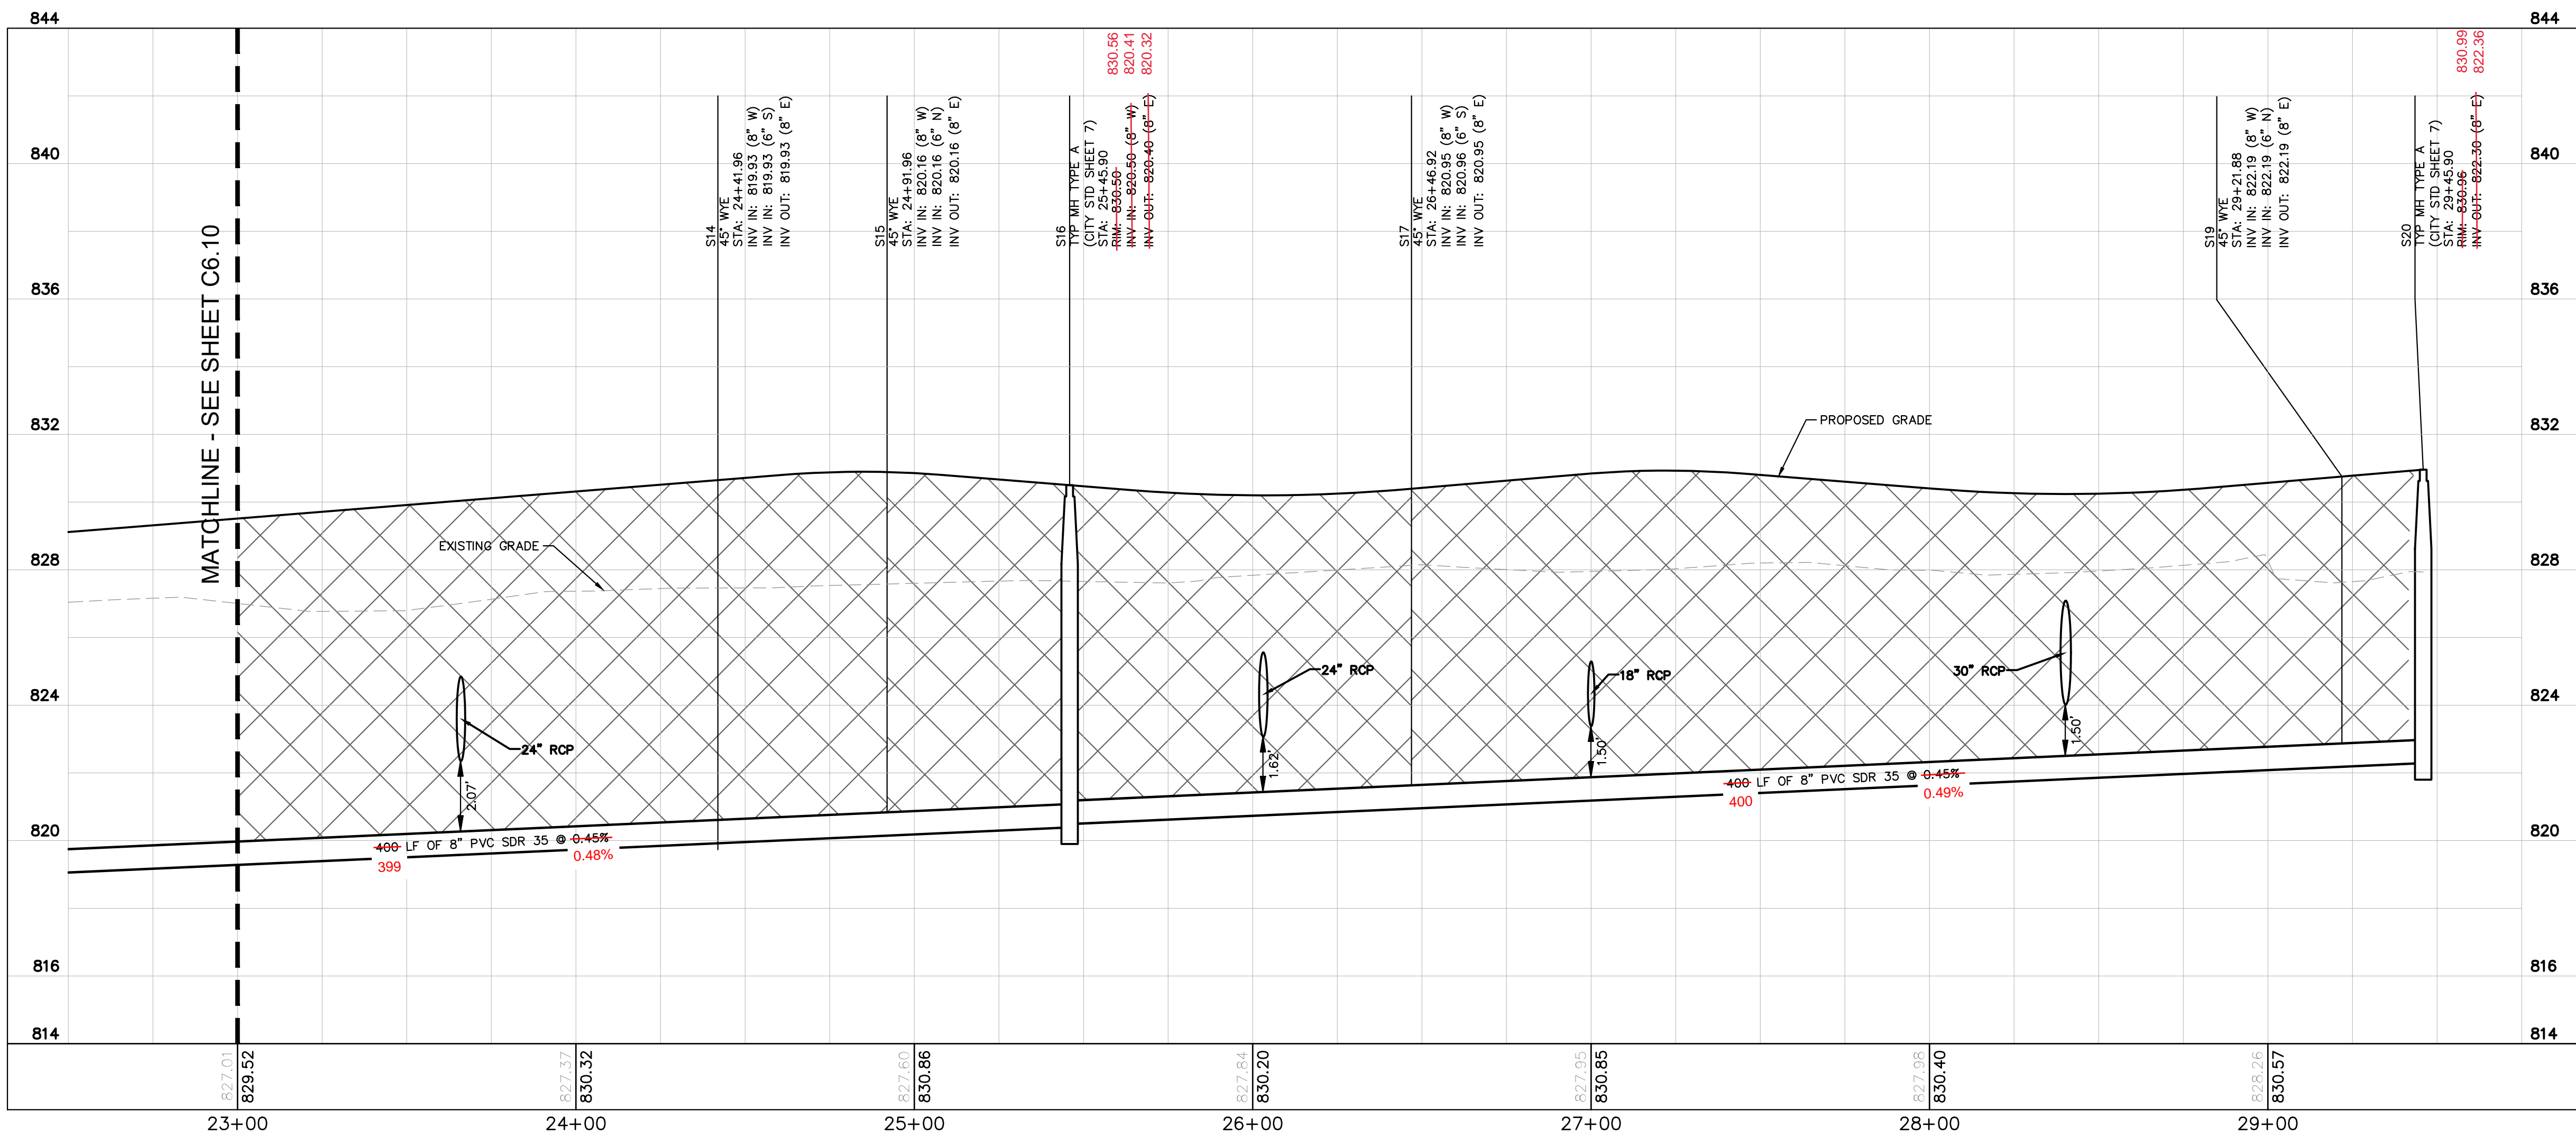 844
844
840
840
836
836
832
832
828
828
824
824
820
820
816
816
814
814
MATCHLINE - SEE SHEET C6.10
S14
45° WYE
STA: 24+41.96
INV IN: 819.93 (8" W)
INV IN: 819.93 (6" S)
INV OUT: 819.93 (8" E)
S15
45° WYE
STA: 24+91.96
INV IN: 820.16 (8" W)
INV IN: 820.16 (6" N)
INV OUT: 820.16 (8" E)
S16
TYP MH TYPE A
(CITY STD SHEET 7)
STA: 25+45.90
RIM: 830.50
INV IN: 820.50 (8" W)
INV OUT: 820.40 (8" E)
830.56
820.41
820.32
S17
45° WYE
STA: 26+46.92
INV IN: 820.95 (8" W)
INV IN: 820.96 (6" S)
INV OUT: 820.95 (8" E)
S19
45° WYE
STA: 29+21.88
INV IN: 822.19 (8" W)
INV IN: 822.19 (6" N)
INV OUT: 822.19 (8" E)
S20
TYP MH TYPE A
(CITY STD SHEET 7)
STA: 29+45.90
RIM: 830.96
INV OUT: 822.30 (8" E)
830.99
822.36
PROPOSED GRADE
EXISTING GRADE
24" RCP
2.07'
24" RCP
1.62'
18" RCP
1.50'
30" RCP
1.50'
400 LF OF 8" PVC SDR 35 @ 0.45%
399
0.48%
400 LF OF 8" PVC SDR 35 @ 0.45%
400
0.49%
827.01
829.52
827.37
830.32
827.60
830.86
827.84
830.20
827.95
830.85
827.98
830.40
828.26
830.57
23+00
24+00
25+00
26+00
27+00
28+00
29+00